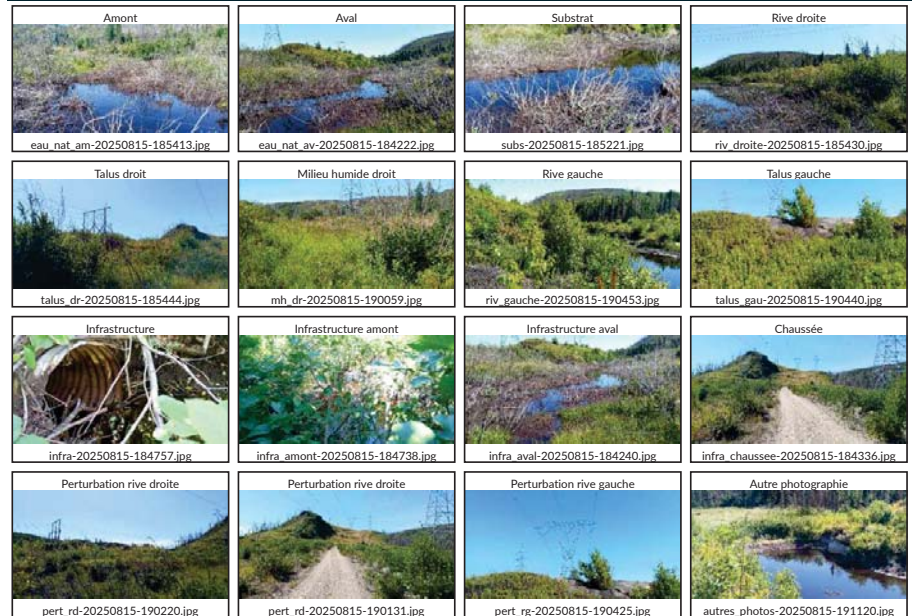 Amont
Aval
Substrat
Rive droite
eau_nat_am-20250815-185413.jpg
eau_nat_av-20250815-184222.jpg
subs-20250815-185221.jpg
riv_droite-20250815-185430.jpg
Talus droit
Milieu humide droit
Rive gauche
Talus gauche
talus_dr-20250815-185444.jpg
mh_dr-20250815-190059.jpg
riv_gauche-20250815-190453.jpg
talus_gau-20250815-190440.jpg
Infrastructure
Infrastructure amont
Infrastructure aval
Chaussée
infra-20250815-184757.jpg
infra_amont-20250815-184738.jpg
infra_aval-20250815-184240.jpg
infra_chaussee-20250815-184336.jpg
Perturbation rive droite
Perturbation rive droite
Perturbation rive gauche
Autre photographie
pert_rd-20250815-190220.jpg
pert_rd-20250815-190131.jpg
pert_rg-20250815-190425.jpg
autres_photos-20250815-191120.jpg